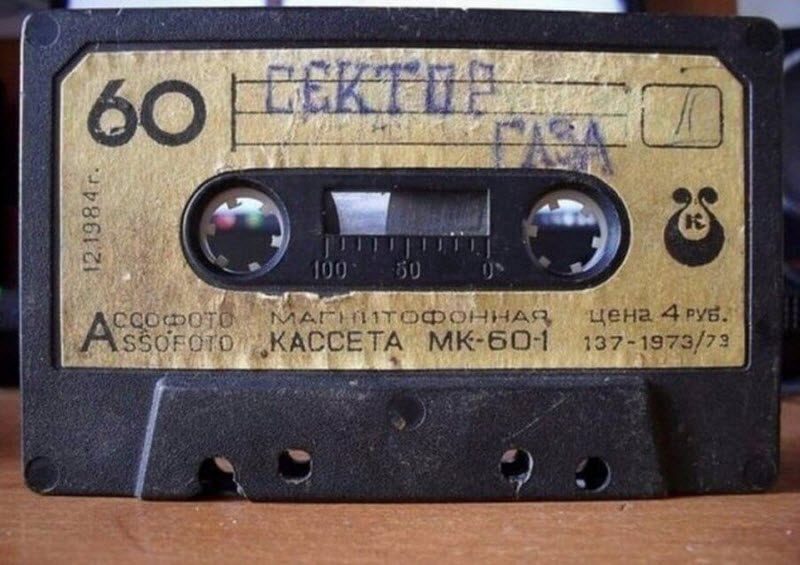 60
СЕКТОР
ГАЗА
12.1984г.
К
100 50 0
АССОФОТО
ASSOFOTO
МАГНИТОФОННАЯ
КАССЕТА МК-60-1
цена 4 РУБ.
137-1973/73